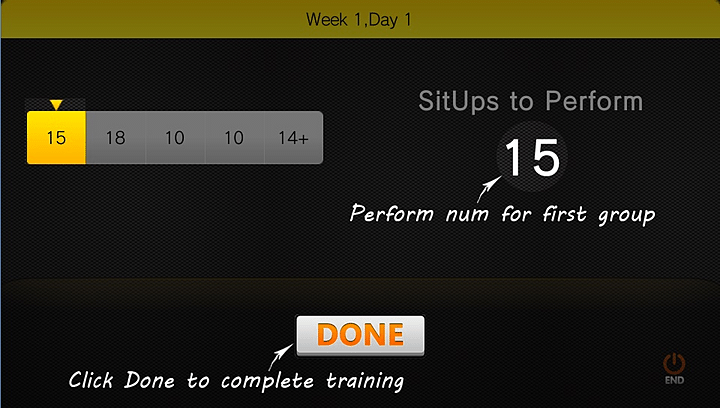 Week 1,Day 1
SitUps to Perform
15 18 10 10 14+
15
Perform num for first group
DONE
Click Done to complete training
END